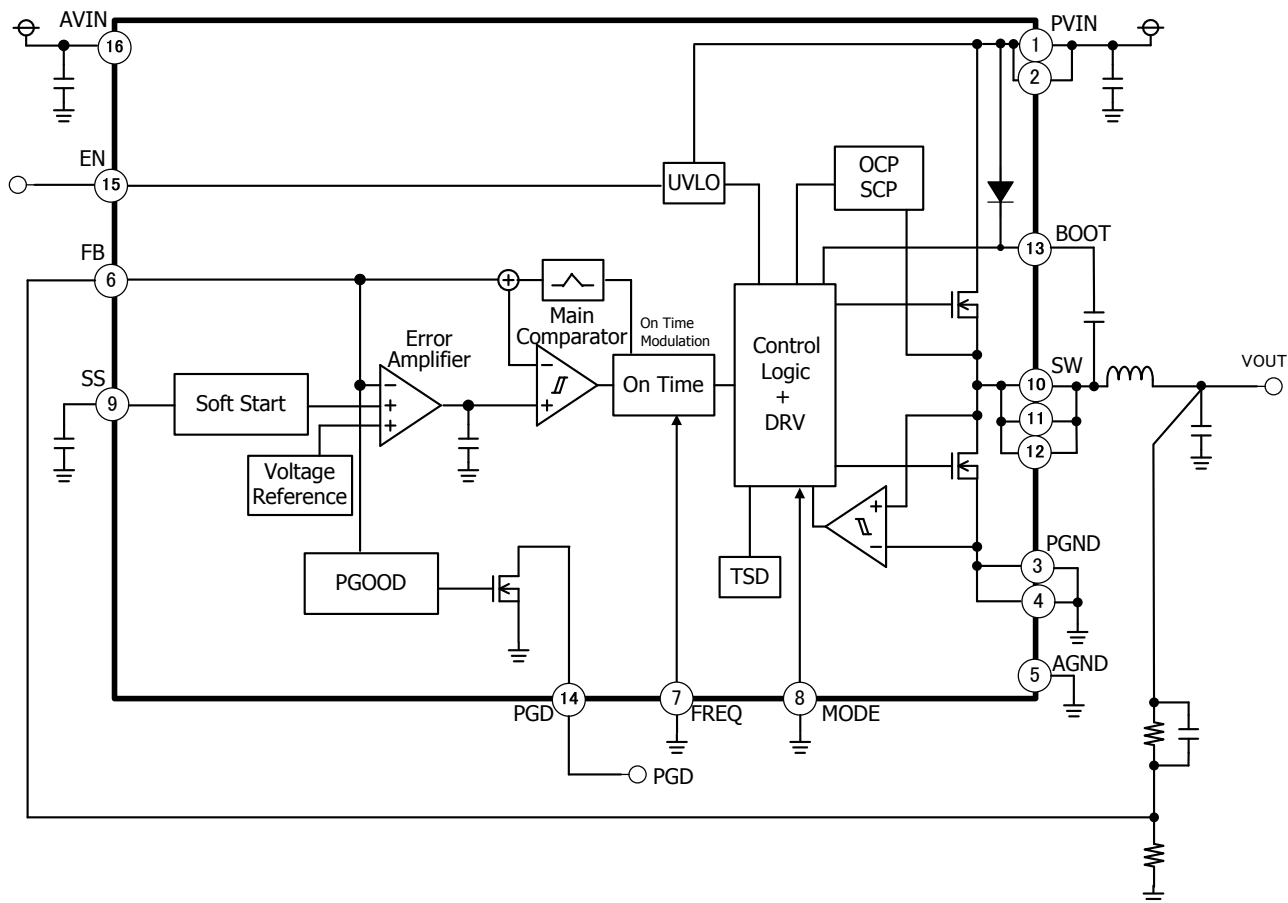 AVIN
16
PVIN
1
2
EN
15
UVLO
OCP
SCP
BOOT
13
FB
6
+
Main
Comparator
On Time
Modulation
Error
Amplifier
SS
9
Soft Start
−
+
+
−
+
On Time
Control
Logic
+
DRV
SW
10
11
12
VOUT
Voltage
Reference
+
−
PGOOD
TSD
PGND
3
4
AGND
5
14
PGD
7
FREQ
8
MODE
PGD